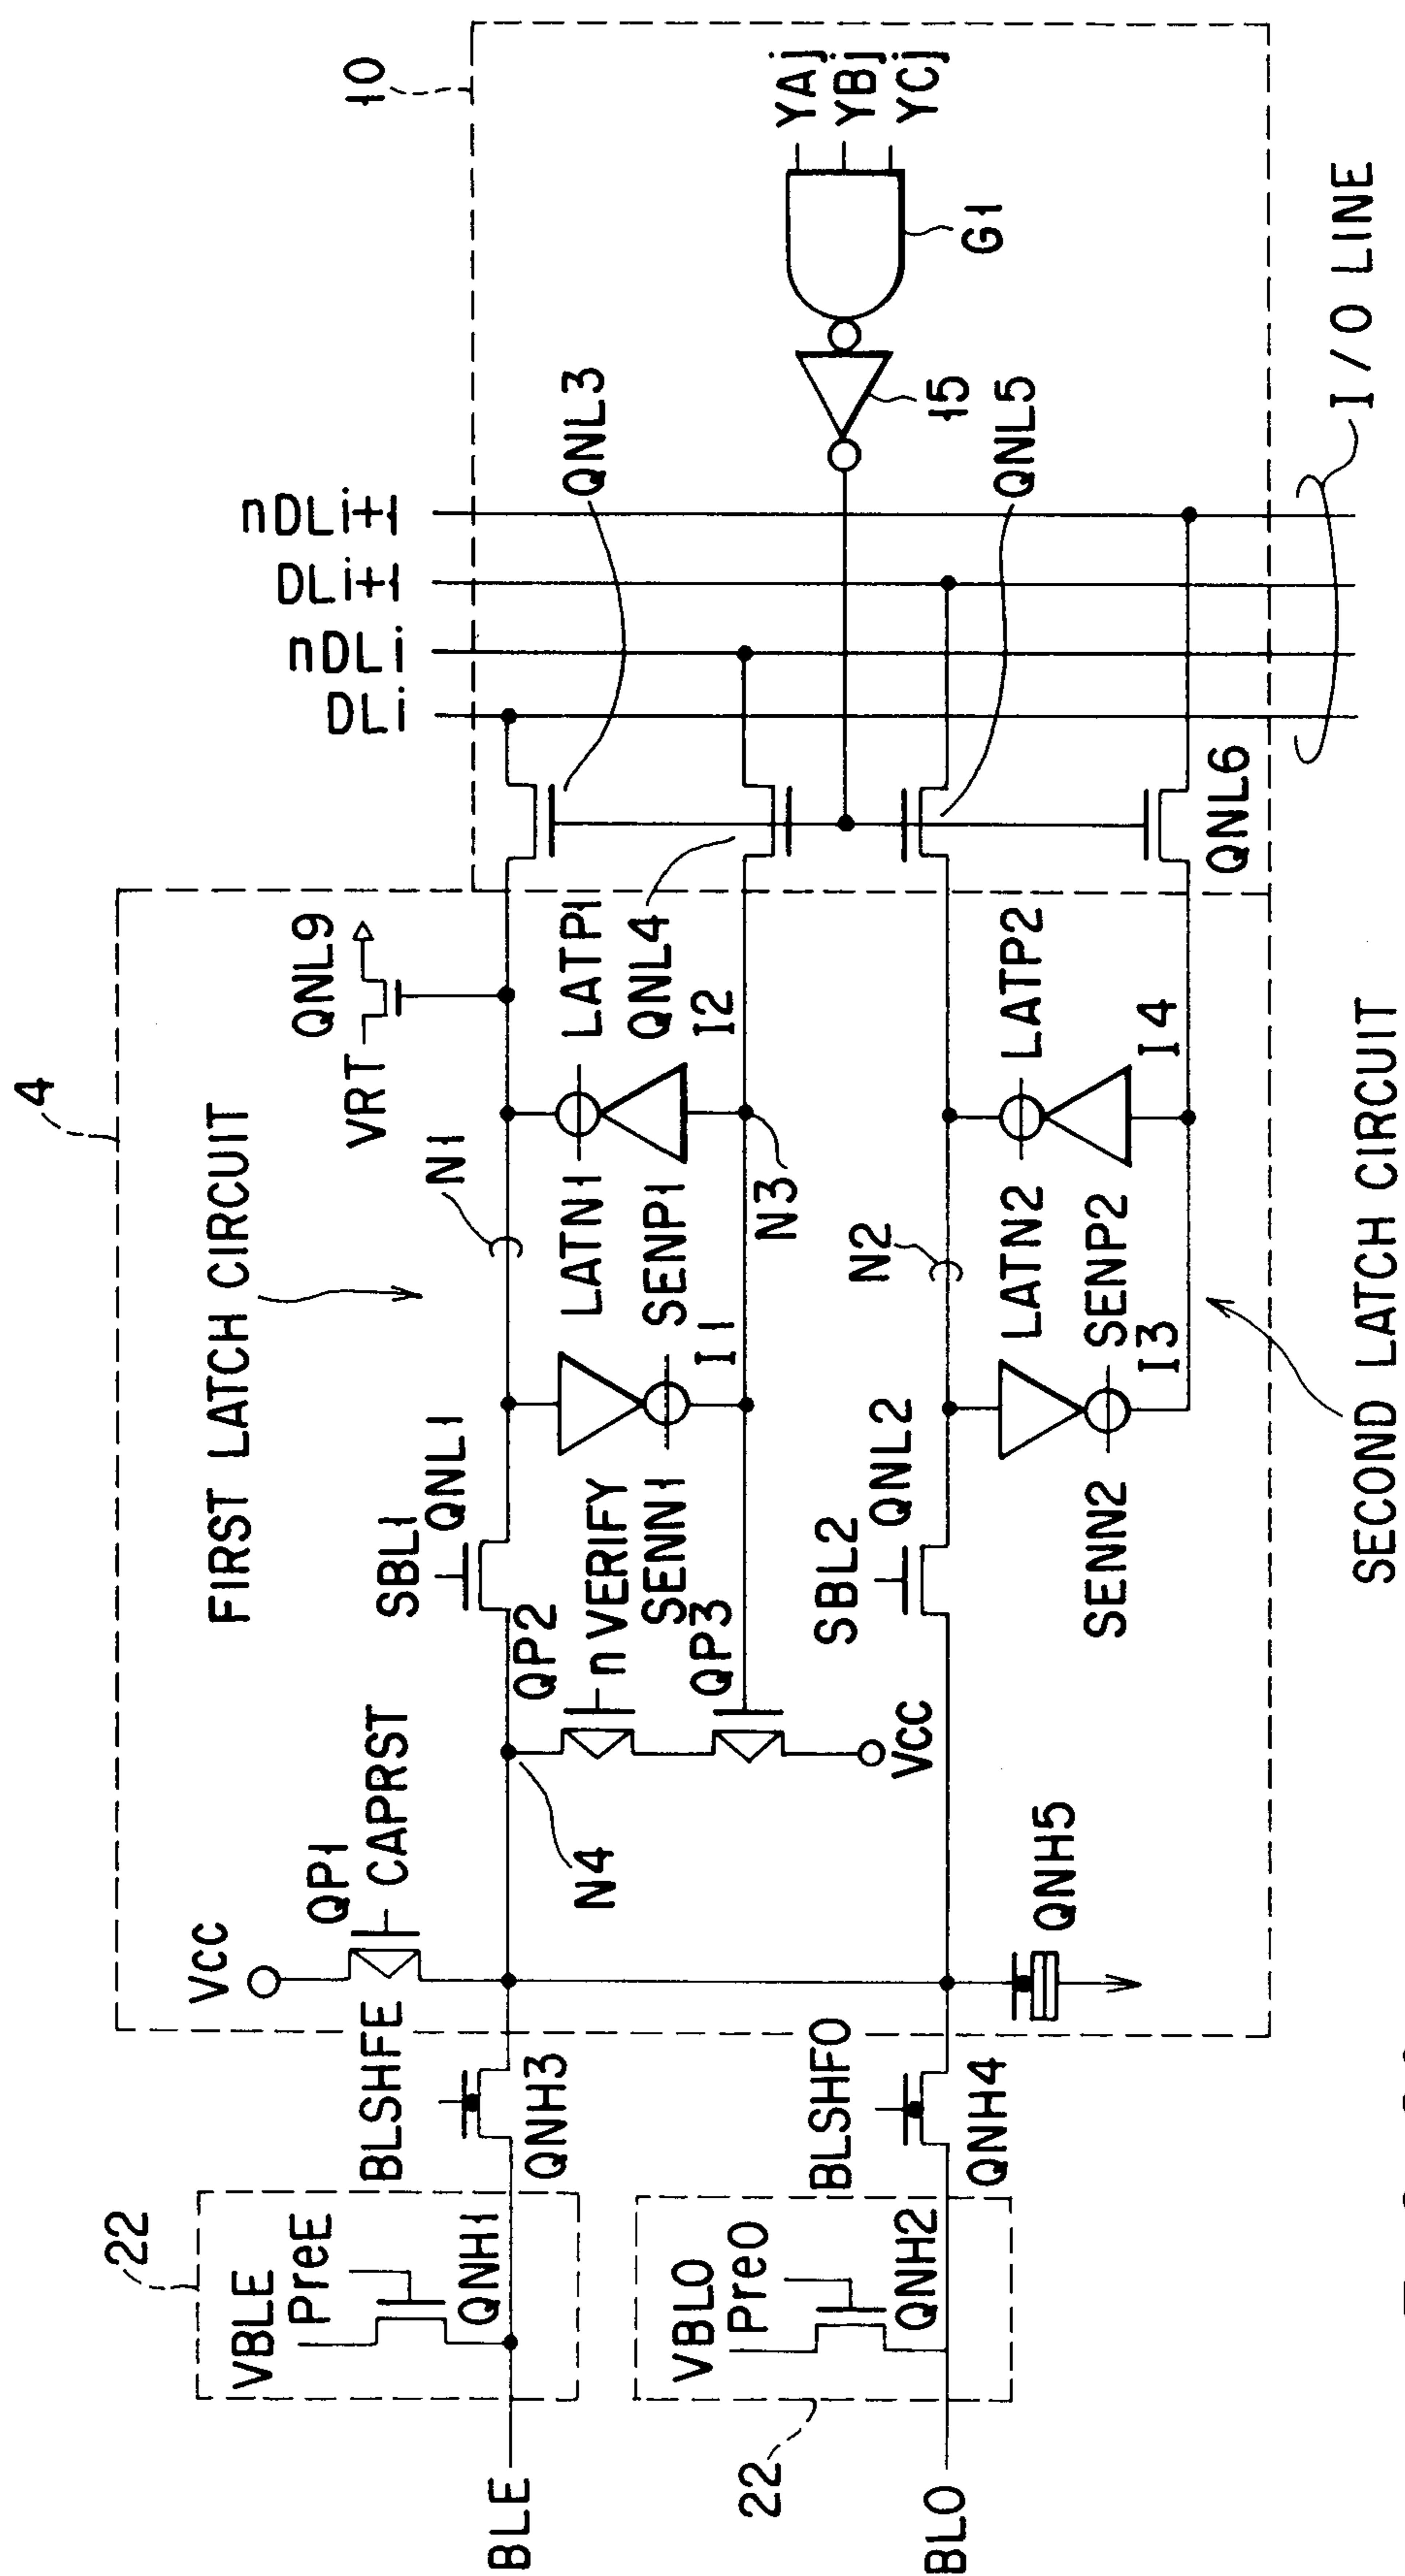 4
10
FIRST LATCH CIRCUIT
VCC
QP1
CAPRST
BLSHFE
22
VBLE
PreE
QNH1
BLE
QNH3
N4
QP2
nVERIFY
SENN1
QP3
VCC
SBL1
QNL1
N1
VRT
QNL9
LATN1
LATP1
SENP1
I1
I2
N3
QNL4
DLi
nDLi
DLi+1
nDLi+1
QNL3
YAj
YBj
YCj
G1
I5
QNL5
QNL6
I/O LINE
22
VBLO
PreO
QNH2
BLO
BLSHFO
QNH4
QNH5
SBL2
QNL2
N2
LATN2
LATP2
SENN2
SENP2
I3
I4
SECOND LATCH CIRCUIT